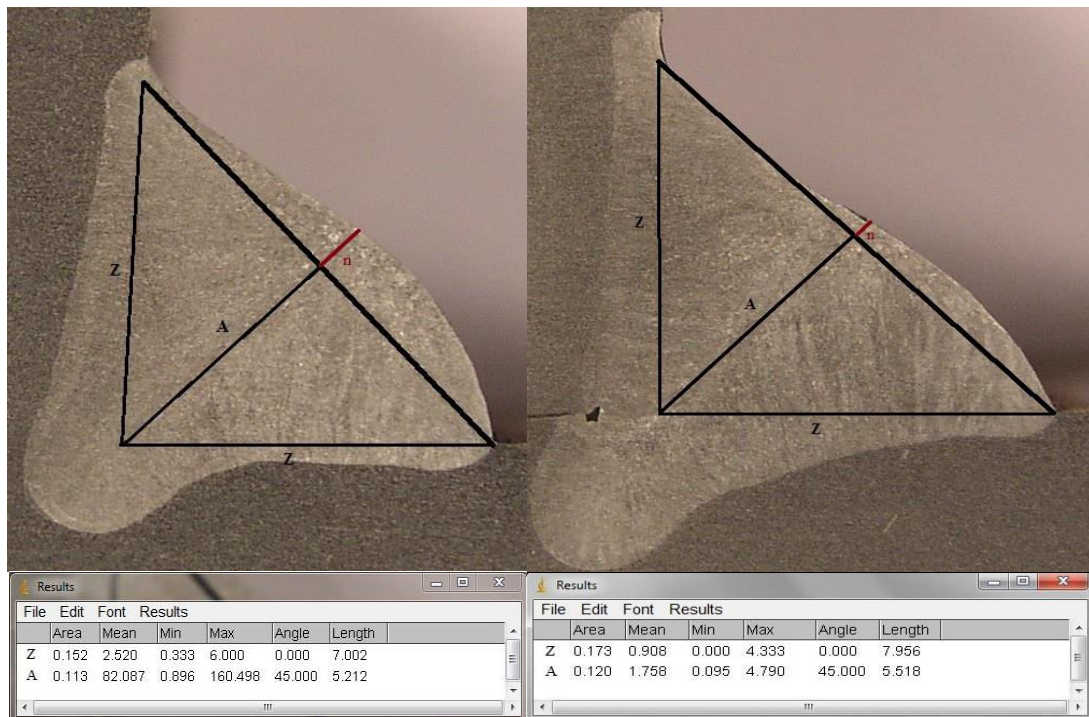 Z
n
A
Z
Z
n
A
Z
Results
File Edit Font Results
Area Mean Min Max Angle Length
Z 0.152 2.520 0.333 6.000 0.000 7.002
A 0.113 82.087 0.896 160.498 45.000 5.212
Results
File Edit Font Results
Area Mean Min Max Angle Length
Z 0.173 0.908 0.000 4.333 0.000 7.956
A 0.120 1.758 0.095 4.790 45.000 5.518